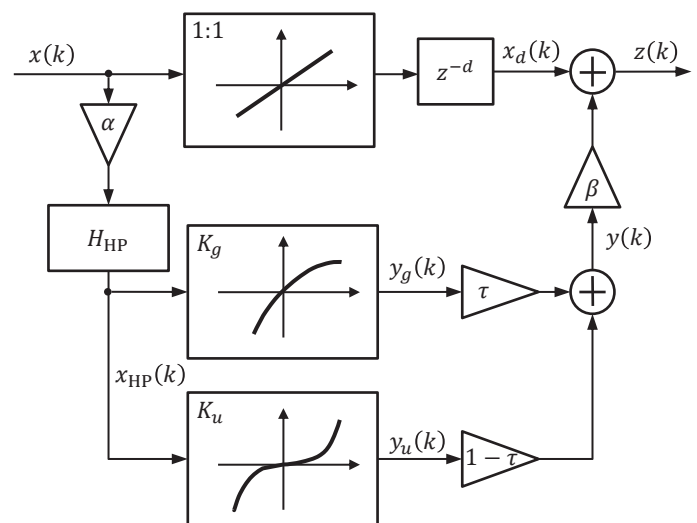 1:1
x(k)
z⁻ᵈ
x_d(k)
z(k)
α
β
H_HP
K_g
y_g(k)
τ
y(k)
x_HP(k)
K_u
y_u(k)
1 − τ